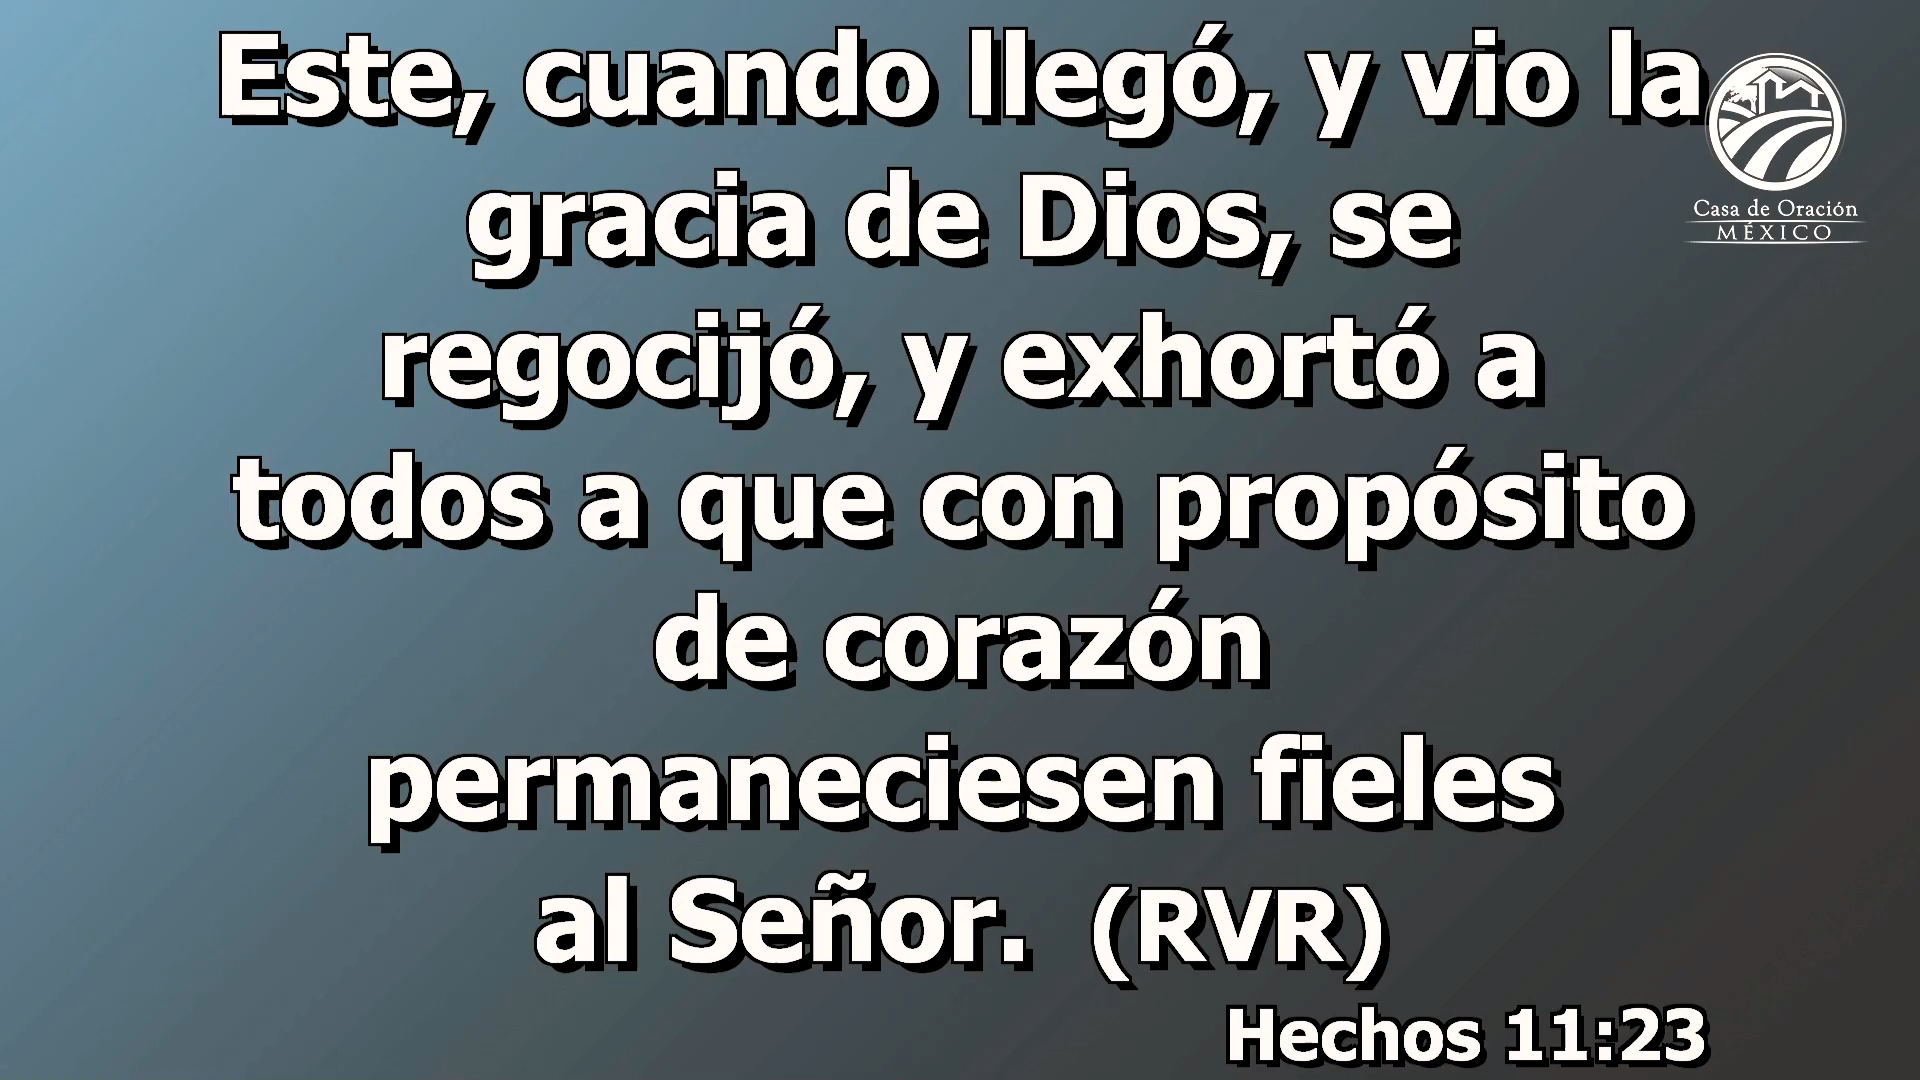 Este, cuando llegó, y vio la
gracia de Dios, se
regocijó, y exhortó a
todos a que con propósito
de corazón
permaneciesen fieles
al Señor.  (RVR)
Hechos 11:23
Casa de Oración
MÉXICO